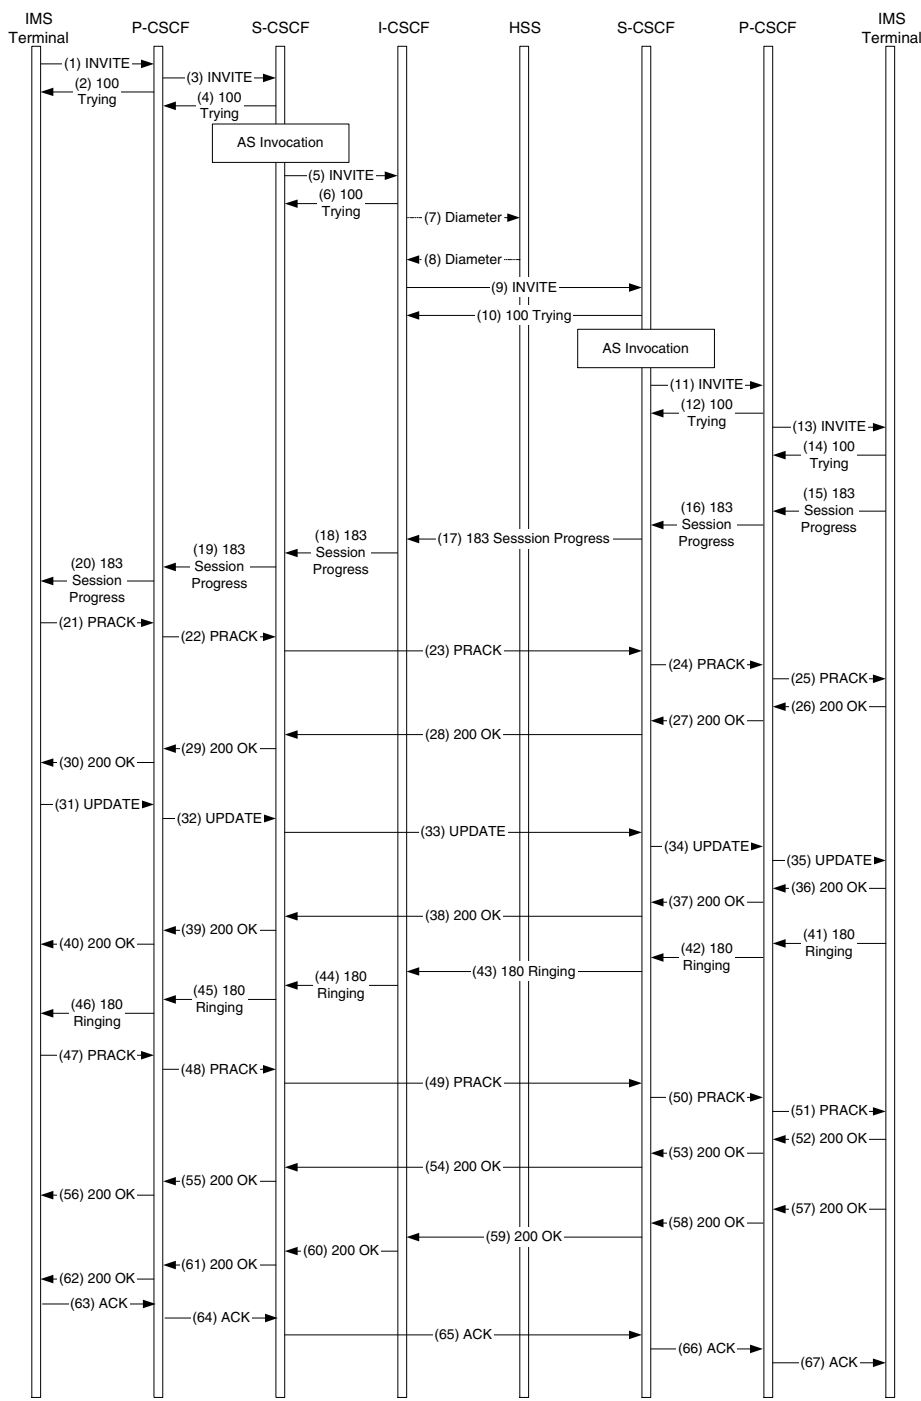 IMS
Terminal
P-CSCF
S-CSCF
I-CSCF
HSS
S-CSCF
P-CSCF
IMS
Terminal
(1) INVITE
(2) 100
Trying
(3) INVITE
(4) 100
Trying
AS Invocation
(5) INVITE
(6) 100
Trying
(7) Diameter
(8) Diameter
(9) INVITE
(10) 100 Trying
AS Invocation
(11) INVITE
(12) 100
Trying
(13) INVITE
(14) 100
Trying
(15) 183
Session
Progress
(16) 183
Session
Progress
(17) 183 Sesssion Progress
(18) 183
Session
Progress
(19) 183
Session
Progress
(20) 183
Session
Progress
(21) PRACK
(22) PRACK
(23) PRACK
(24) PRACK
(25) PRACK
(26) 200 OK
(27) 200 OK
(28) 200 OK
(29) 200 OK
(30) 200 OK
(31) UPDATE
(32) UPDATE
(33) UPDATE
(34) UPDATE
(35) UPDATE
(36) 200 OK
(37) 200 OK
(38) 200 OK
(39) 200 OK
(40) 200 OK
(41) 180
Ringing
(42) 180
Ringing
(43) 180 Ringing
(44) 180
Ringing
(45) 180
Ringing
(46) 180
Ringing
(47) PRACK
(48) PRACK
(49) PRACK
(50) PRACK
(51) PRACK
(52) 200 OK
(53) 200 OK
(54) 200 OK
(55) 200 OK
(56) 200 OK
(57) 200 OK
(58) 200 OK
(59) 200 OK
(60) 200 OK
(61) 200 OK
(62) 200 OK
(63) ACK
(64) ACK
(65) ACK
(66) ACK
(67) ACK